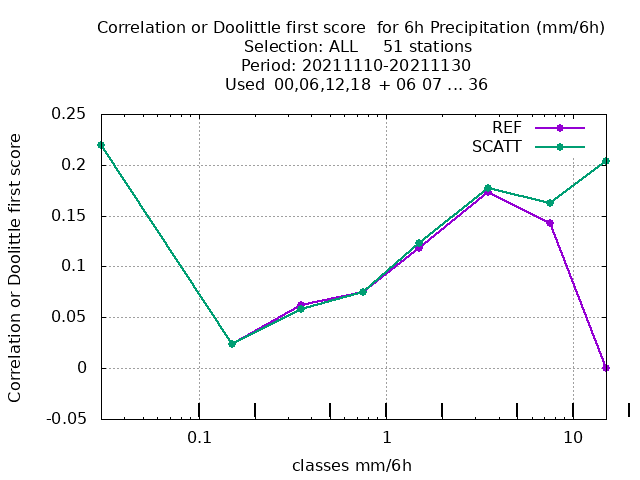 Correlation or Doolittle first score  for 6h Precipitation (mm/6h)
Selection: ALL     51 stations
Period: 20211110-20211130
Used  00,06,12,18  + 06 07 ... 36
REF
SCATT
Correlation or Doolittle first score
0.25
0.2
0.15
0.1
0.05
0
-0.05
0.1 1 10
classes mm/6h